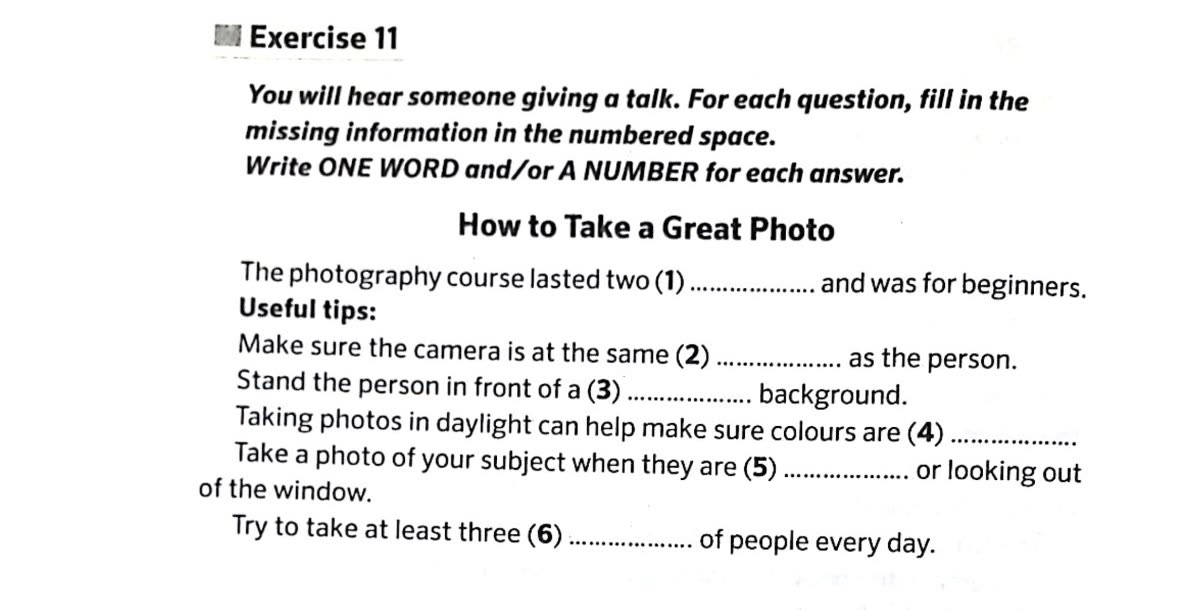 Exercise 11
You will hear someone giving a talk. For each question, fill in the
missing information in the numbered space.
Write ONE WORD and/or A NUMBER for each answer.
How to Take a Great Photo
The photography course lasted two (1) ................... and was for beginners.
Useful tips:
Make sure the camera is at the same (2) ................... as the person.
Stand the person in front of a (3) ................... background.
Taking photos in daylight can help make sure colours are (4) ...................
Take a photo of your subject when they are (5) ................... or looking out
of the window.
Try to take at least three (6) ................... of people every day.